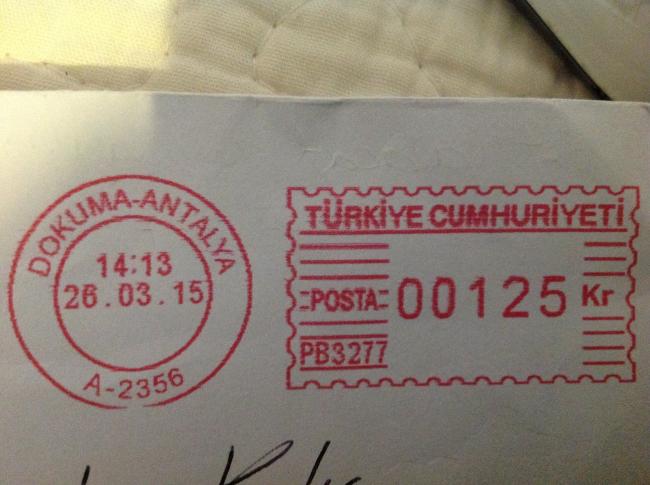 DOKUMA-ANTALYA
14:13
26.03.15
A-2356
TÜRKİYE CUMHURİYETİ
POSTA 00125 Kr
PB3277